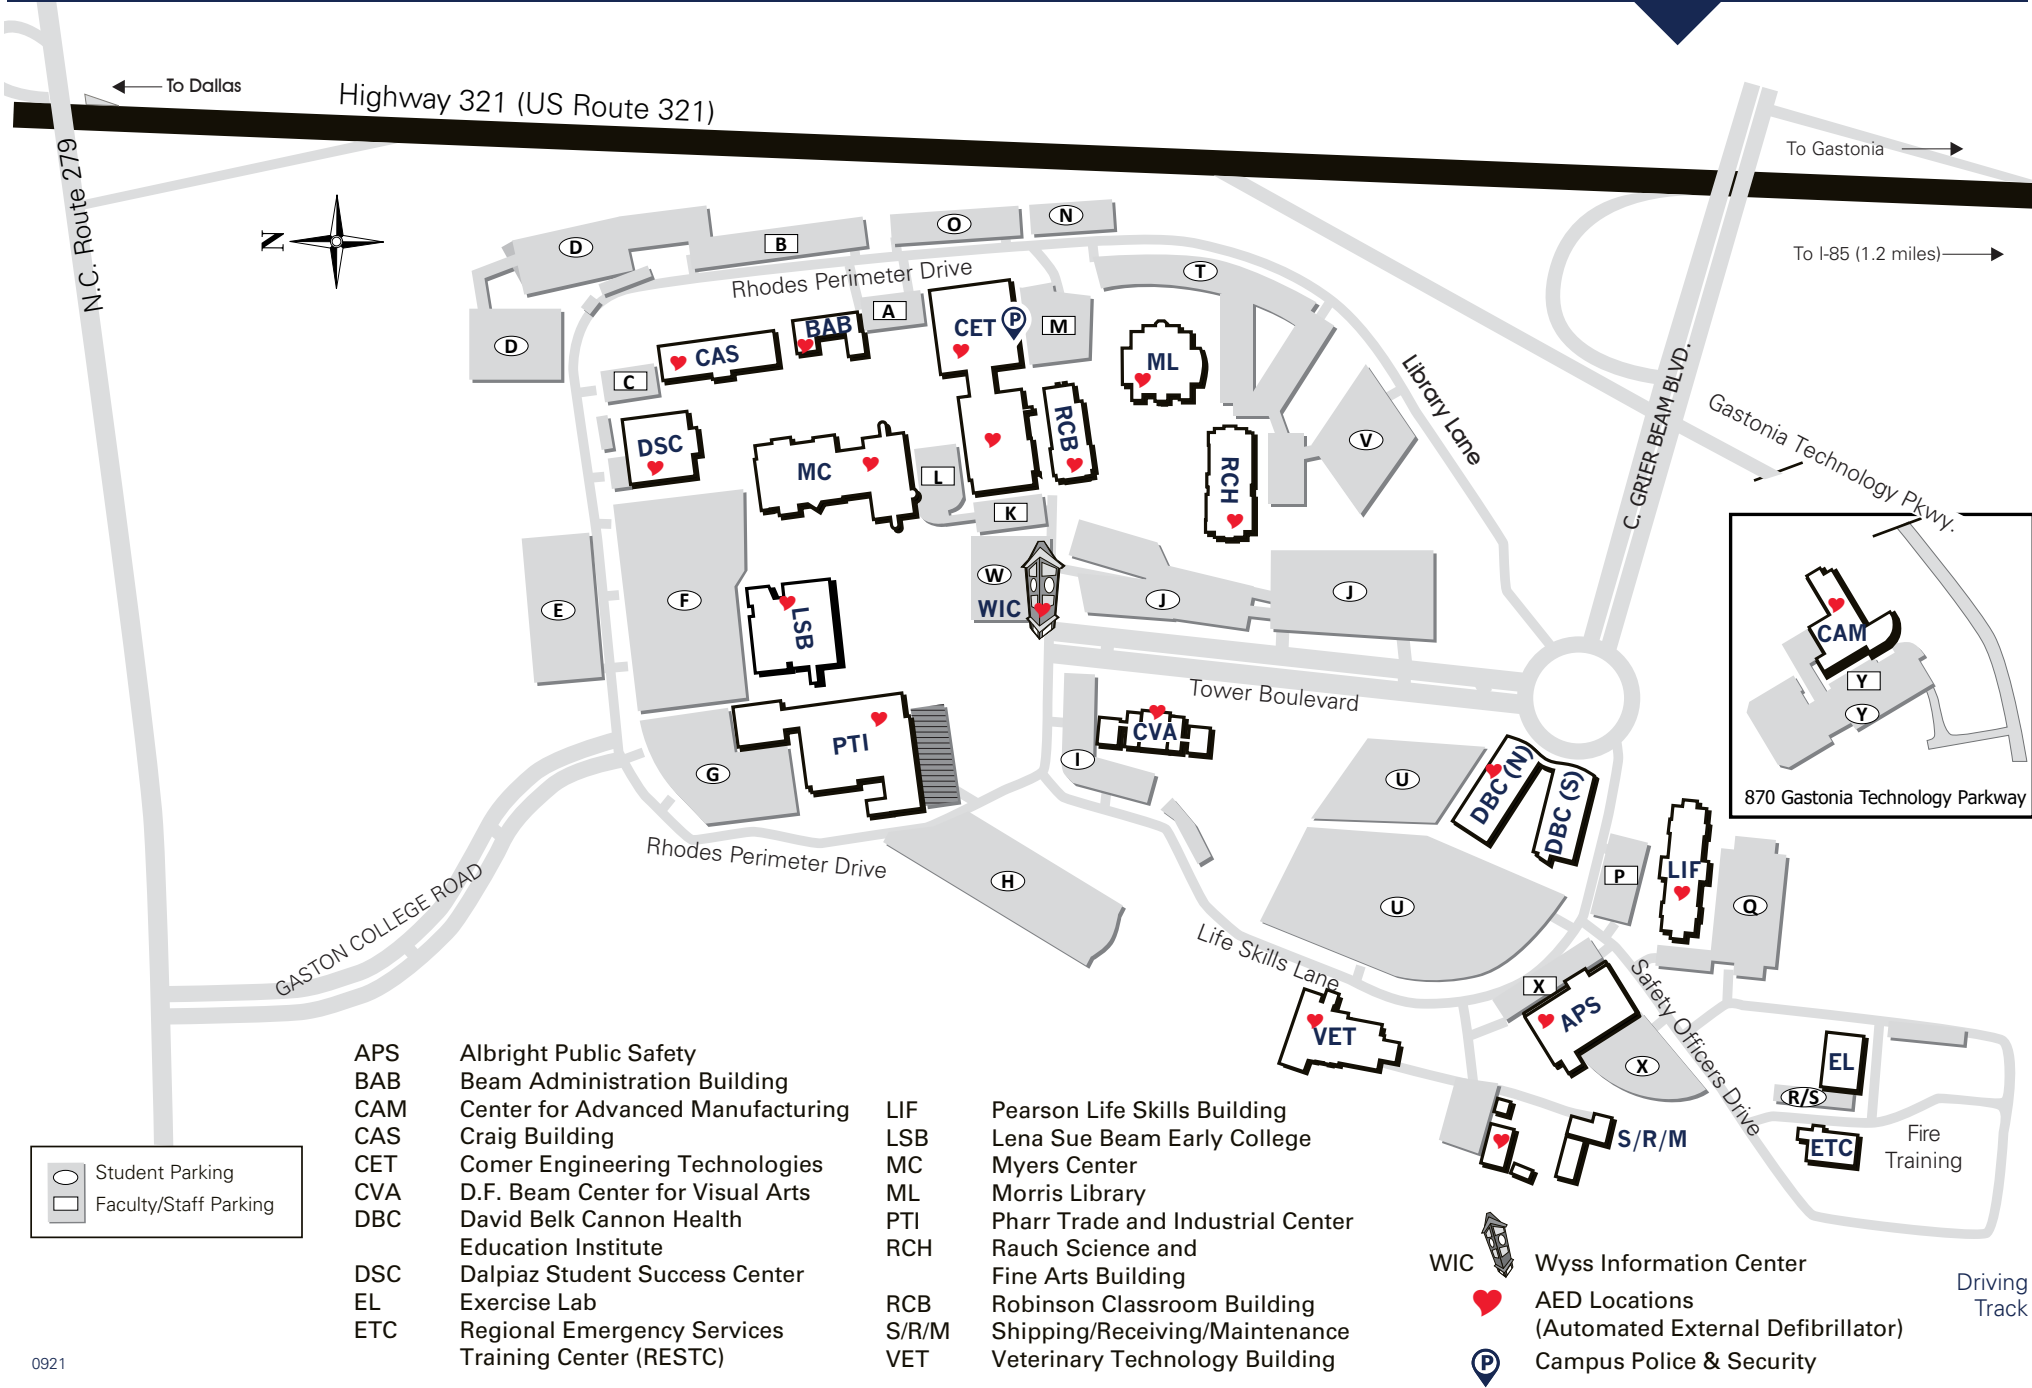 To Dallas
Highway 321 (US Route 321)
N.C. Route 279
To Gastonia
To I-85 (1.2 miles)
N
D
B
O
N
T
D
Rhodes Perimeter Drive
A
BAB
CET
P
M
ML
CAS
C
DSC
MC
L
K
RCB
RCH
V
Library Lane
C. GRIER BEAM BLVD.
Gastonia Technology Pkwy.
E
F
LSB
W
WIC
J
J
CAM
Y
Y
870 Gastonia Technology Parkway
Tower Boulevard
CVA
I
PTI
G
U
DBC (N)
DBC (S)
U
P
LIF
Q
Rhodes Perimeter Drive
H
GASTON COLLEGE ROAD
Life Skills Lane
X
APS
X
VET
Safety Officers Drive
EL
R/S
ETC
Fire
Training
S/R/M
Student Parking
Faculty/Staff Parking
APS Albright Public Safety
BAB Beam Administration Building
CAM Center for Advanced Manufacturing
CAS Craig Building
CET Comer Engineering Technologies
CVA D.F. Beam Center for Visual Arts
DBC David Belk Cannon Health
Education Institute
DSC Dalpiaz Student Success Center
EL Exercise Lab
ETC Regional Emergency Services
Training Center (RESTC)
LIF Pearson Life Skills Building
LSB Lena Sue Beam Early College
MC Myers Center
ML Morris Library
PTI Pharr Trade and Industrial Center
RCH Rauch Science and
Fine Arts Building
RCB Robinson Classroom Building
S/R/M Shipping/Receiving/Maintenance
VET Veterinary Technology Building
WIC Wyss Information Center
AED Locations
(Automated External Defibrillator)
P Campus Police & Security
Driving
Track
0921